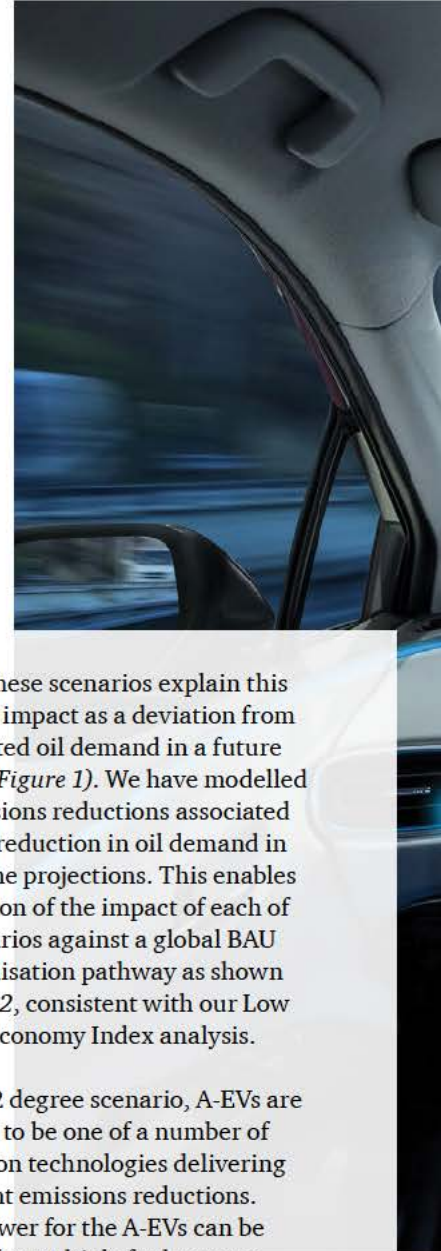 hese scenarios explain this
impact as a deviation from
ted oil demand in a future
Figure 1). We have modelled
sions reductions associated
reduction in oil demand in
ne projections. This enables
on of the impact of each of
rios against a global BAU
isation pathway as shown
2, consistent with our Low
conomy Index analysis.
2 degree scenario, A-EVs are
to be one of a number of
on technologies delivering
nt emissions reductions.
wer for the A-EVs can be